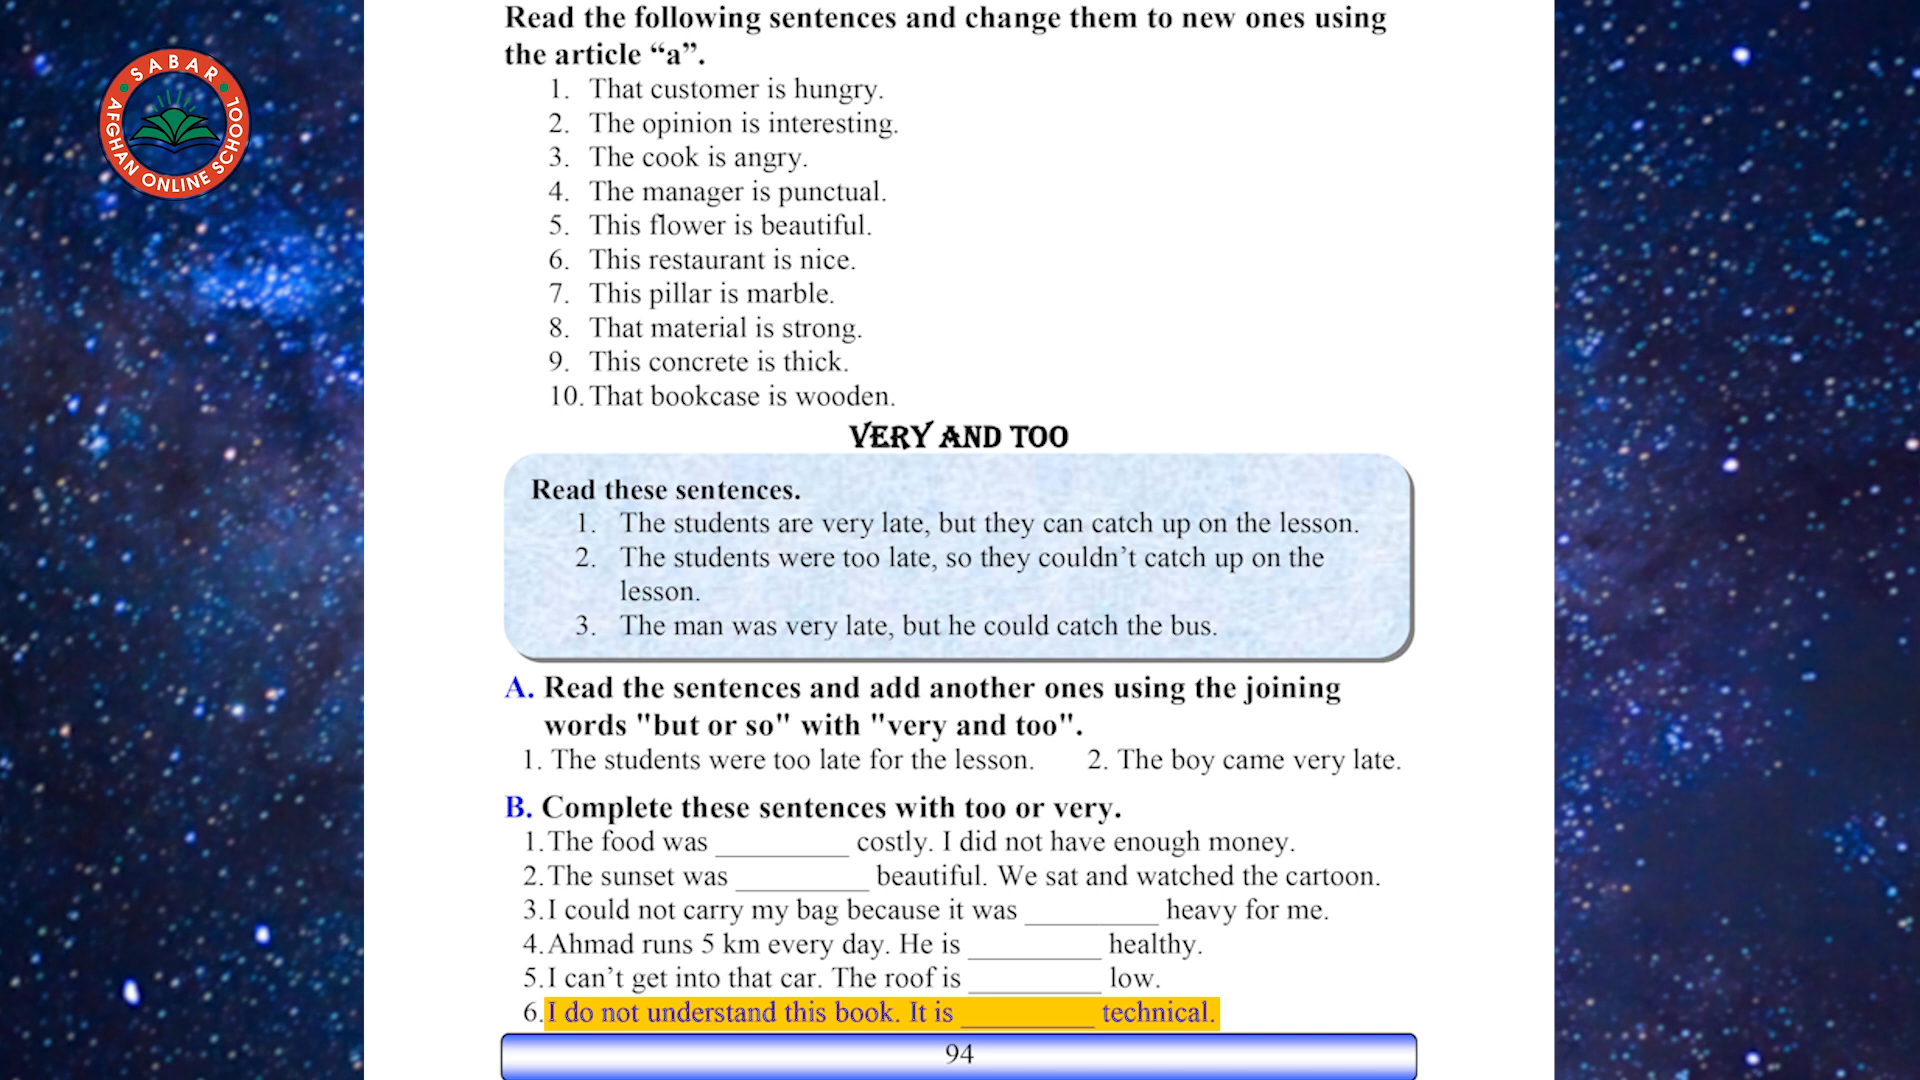 SABAR
AFGHAN ONLINE SCHOOL
Read the following sentences and change them to new ones using
the article “a”.
1. That customer is hungry.
2. The opinion is interesting.
3. The cook is angry.
4. The manager is punctual.
5. This flower is beautiful.
6. This restaurant is nice.
7. This pillar is marble.
8. That material is strong.
9. This concrete is thick.
10. That bookcase is wooden.
VERY AND TOO
Read these sentences.
1. The students are very late, but they can catch up on the lesson.
2. The students were too late, so they couldn’t catch up on the
lesson.
3. The man was very late, but he could catch the bus.
A. Read the sentences and add another ones using the joining
words "but or so" with "very and too".
1. The students were too late for the lesson. 2. The boy came very late.
B. Complete these sentences with too or very.
1. The food was _________ costly. I did not have enough money.
2. The sunset was _________ beautiful. We sat and watched the cartoon.
3. I could not carry my bag because it was _________ heavy for me.
4. Ahmad runs 5 km every day. He is _________ healthy.
5. I can’t get into that car. The roof is _________ low.
6. I do not understand this book. It is _________ technical.
94